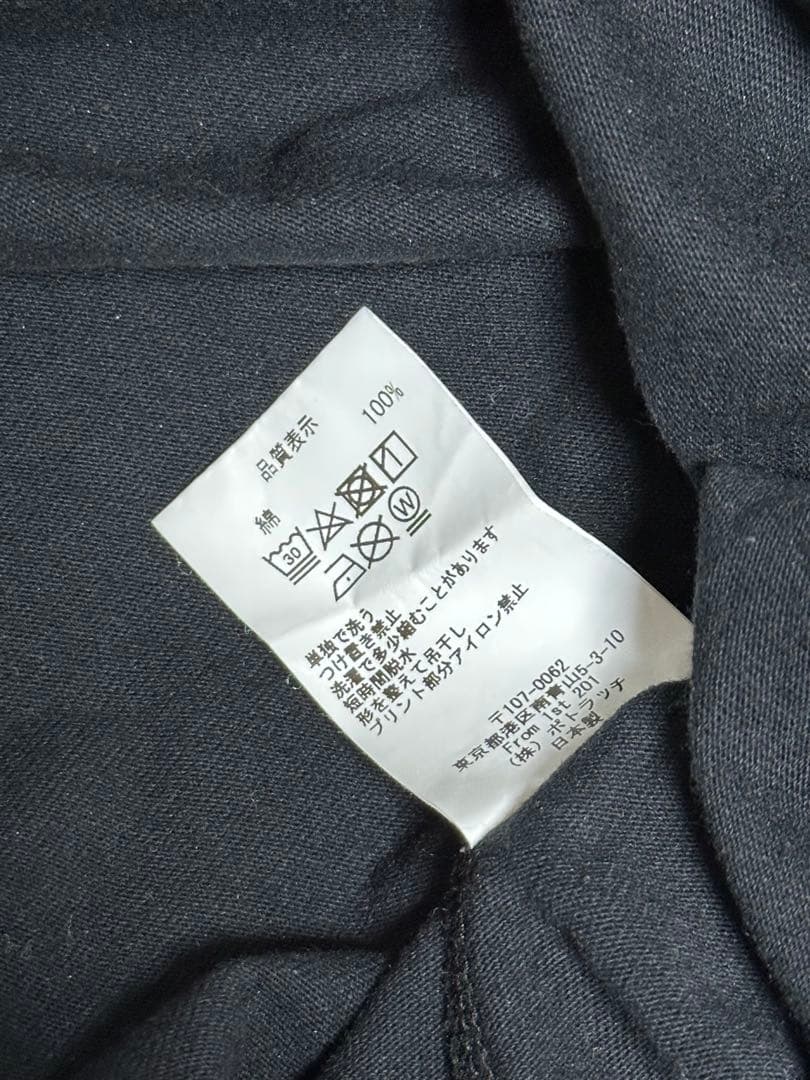 品質表示
綿 100%
30
W
単独で洗う
つけ置き禁止
洗濯で多少縮むことがあります
短時間脱水
形を整えて吊干し
プリント部分アイロン禁止
〒107-0062
東京都港区南青山5-3-10
From 1st 201
(株) ポトラッチ
日本製